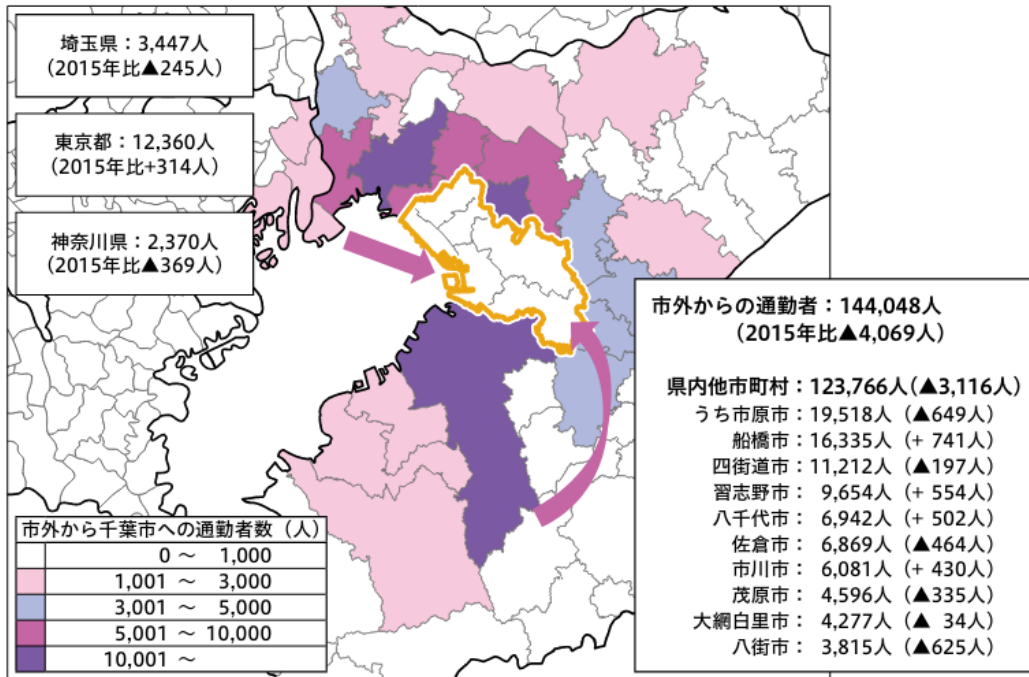 埼玉県：3,447人
（2015年比▲245人）
東京都：12,360人
（2015年比+314人）
神奈川県：2,370人
（2015年比▲369人）
市外からの通勤者：144,048人
（2015年比▲4,069人）
県内他市町村：123,766人（▲3,116人）
うち市原市：19,518人（▲649人）
船橋市：16,335人（+ 741人）
四街道市：11,212人（▲197人）
習志野市：9,654人（+ 554人）
八千代市：6,942人（+ 502人）
佐倉市：6,869人（▲464人）
市川市：6,081人（+ 430人）
茂原市：4,596人（▲335人）
大網白里市：4,277人（▲ 34人）
八街市：3,815人（▲625人）
市外から千葉市への通勤者数（人）
0 ～ 1,000
1,001 ～ 3,000
3,001 ～ 5,000
5,001 ～ 10,000
10,001 ～